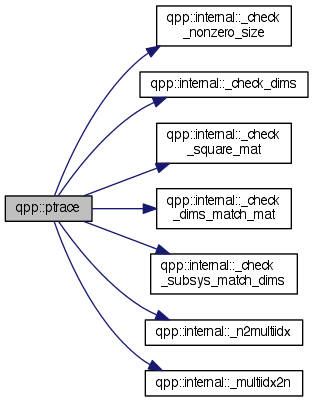 qpp::ptrace
qpp::internal::_check
_nonzero_size
qpp::internal::_check_dims
qpp::internal::_check
_square_mat
qpp::internal::_check
_dims_match_mat
qpp::internal::_check
_subsys_match_dims
qpp::internal::_n2multiidx
qpp::internal::_multiidx2n